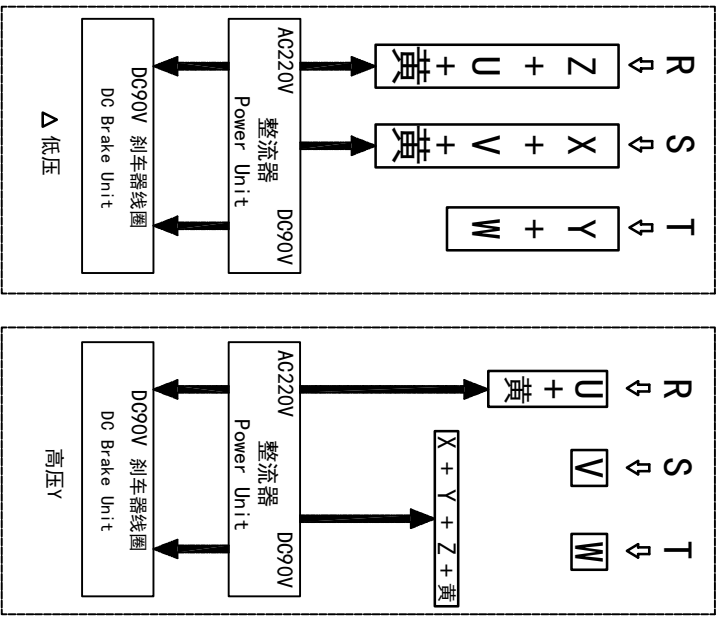 R S T
Z + U + 黄
X + V + 黄
Y + W
AC220V 整流器 DC90V
Power Unit
DC90V 刹车器线圈
DC Brake Unit
Δ 低压
R S T
U + 黄
V
W
X + Y + Z + 黄
AC220V 整流器 DC90V
Power Unit
DC90V 刹车器线圈
DC Brake Unit
高压Y